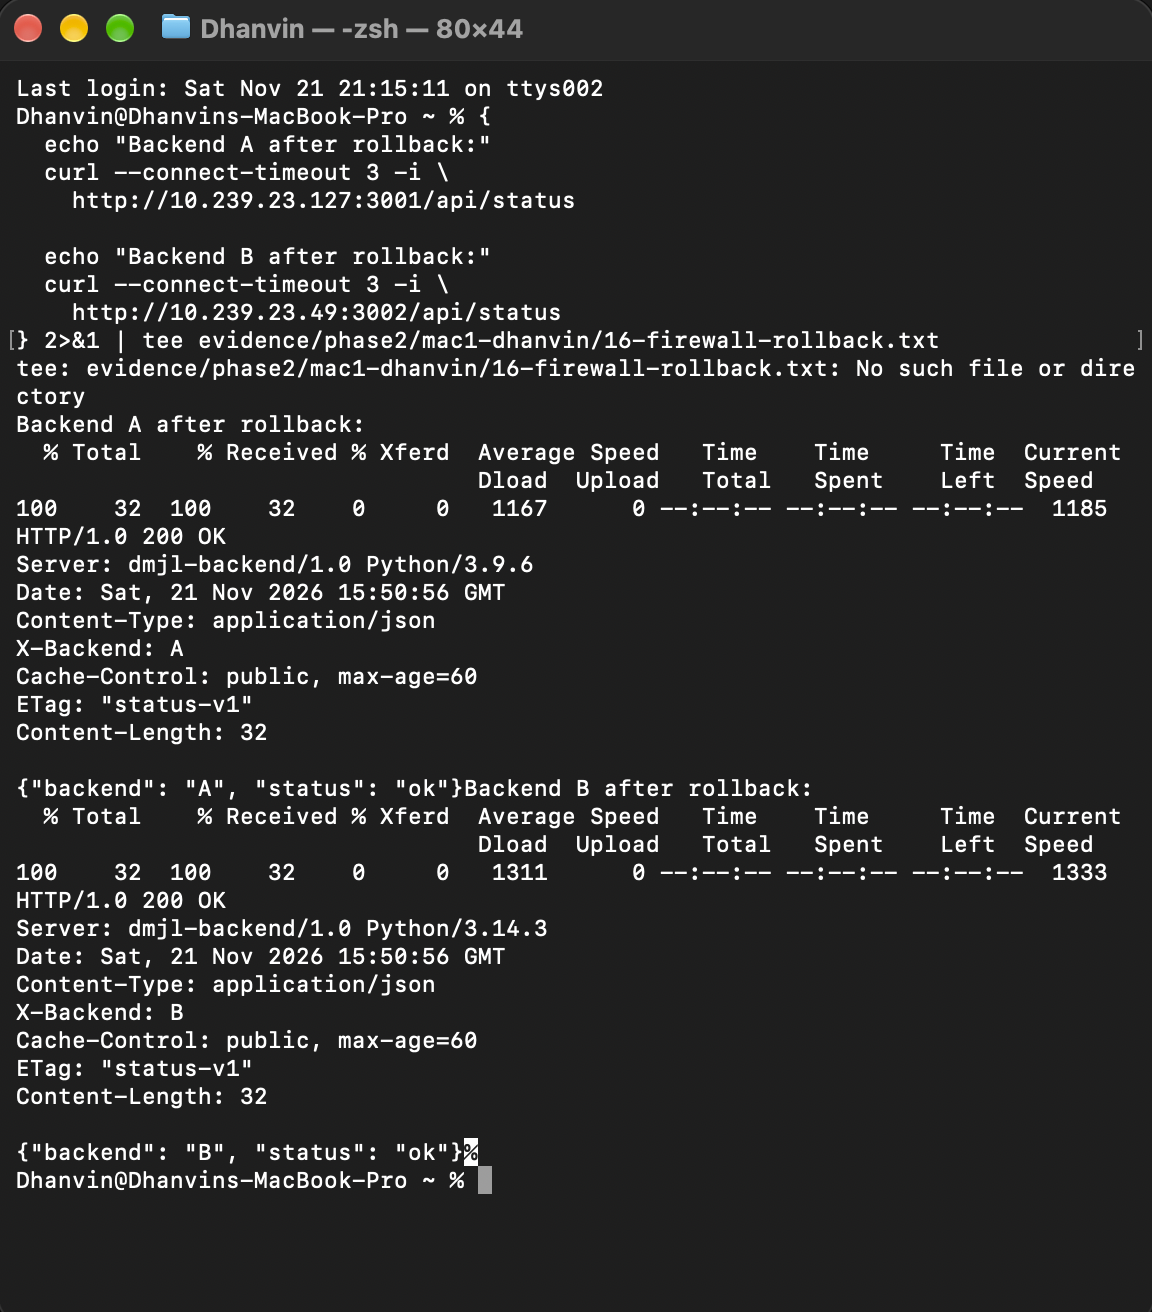 Dhanvin — -zsh — 80×44
Last login: Sat Nov 21 21:15:11 on ttys002
Dhanvin@Dhanvins-MacBook-Pro ~ % {
  echo "Backend A after rollback:"
  curl --connect-timeout 3 -i \
    http://10.239.23.127:3001/api/status

  echo "Backend B after rollback:"
  curl --connect-timeout 3 -i \
    http://10.239.23.49:3002/api/status
[} 2>&1 | tee evidence/phase2/mac1-dhanvin/16-firewall-rollback.txt              ]
tee: evidence/phase2/mac1-dhanvin/16-firewall-rollback.txt: No such file or dire
ctory
Backend A after rollback:
  % Total    % Received % Xferd  Average Speed   Time    Time     Time  Current
                                 Dload  Upload   Total   Spent    Left  Speed
100    32  100    32    0     0   1167      0 --:--:-- --:--:-- --:--:--  1185
HTTP/1.0 200 OK
Server: dmjl-backend/1.0 Python/3.9.6
Date: Sat, 21 Nov 2026 15:50:56 GMT
Content-Type: application/json
X-Backend: A
Cache-Control: public, max-age=60
ETag: "status-v1"
Content-Length: 32

{"backend": "A", "status": "ok"}Backend B after rollback:
  % Total    % Received % Xferd  Average Speed   Time    Time     Time  Current
                                 Dload  Upload   Total   Spent    Left  Speed
100    32  100    32    0     0   1311      0 --:--:-- --:--:-- --:--:--  1333
HTTP/1.0 200 OK
Server: dmjl-backend/1.0 Python/3.14.3
Date: Sat, 21 Nov 2026 15:50:56 GMT
Content-Type: application/json
X-Backend: B
Cache-Control: public, max-age=60
ETag: "status-v1"
Content-Length: 32

{"backend": "B", "status": "ok"}%
Dhanvin@Dhanvins-MacBook-Pro ~ %